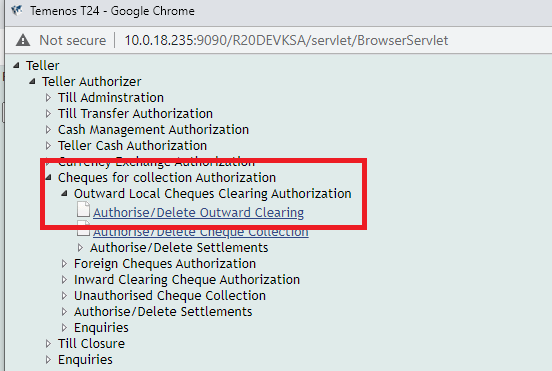 Temenos T24 - Google Chrome
Not secure | 10.0.18.235:9090/R20DEVKSA/servlet/BrowserServlet
Teller
Teller Authorizer
Till Adminstration
Till Transfer Authorization
Cash Management Authorization
Teller Cash Authorization
Currency Exchange Authorization
Cheques for collection Authorization
Outward Local Cheques Clearing Authorization
Authorise/Delete Outward Clearing
Authorise/Delete Cheque Collection
Authorise/Delete Settlements
Foreign Cheques Authorization
Inward Clearing Cheque Authorization
Unauthorised Cheque Collection
Authorise/Delete Settlements
Enquiries
Till Closure
Enquiries